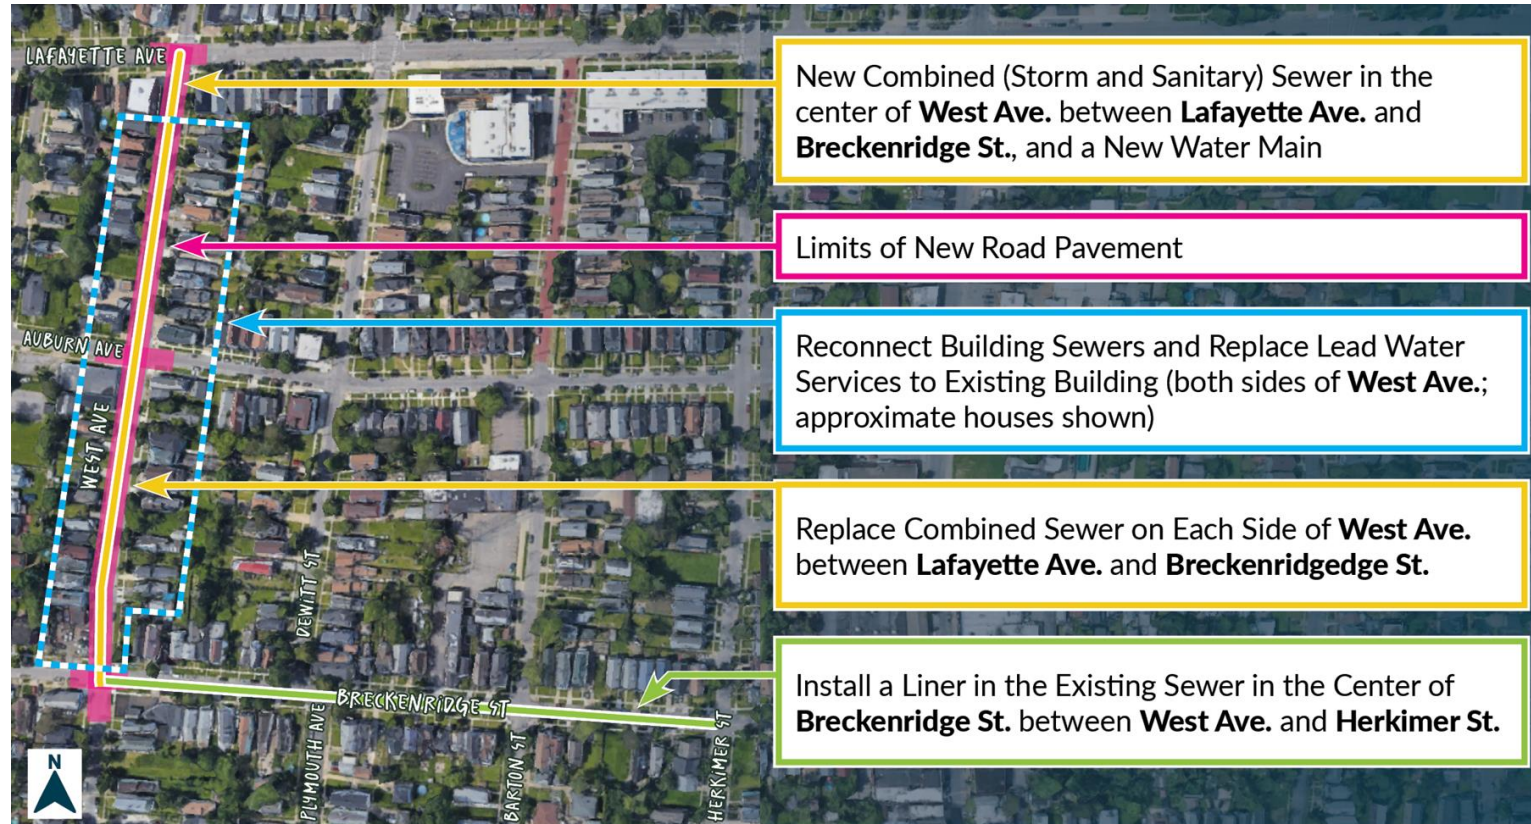 LAFAYETTE AVE
New Combined (Storm and Sanitary) Sewer in the
center of West Ave. between Lafayette Ave. and
Breckenridge St., and a New Water Main
Limits of New Road Pavement
AUBURN AVE
Reconnect Building Sewers and Replace Lead Water
Services to Existing Building (both sides of West Ave.;
approximate houses shown)
WEST AVE
Replace Combined Sewer on Each Side of West Ave.
between Lafayette Ave. and Breckenridgedge St.
DEWITT ST
Install a Liner in the Existing Sewer in the Center of
Breckenridge St. between West Ave. and Herkimer St.
BRECKENRIDGE ST
PLYMOUTH AVE
BARTON ST
HERKIMER ST
N